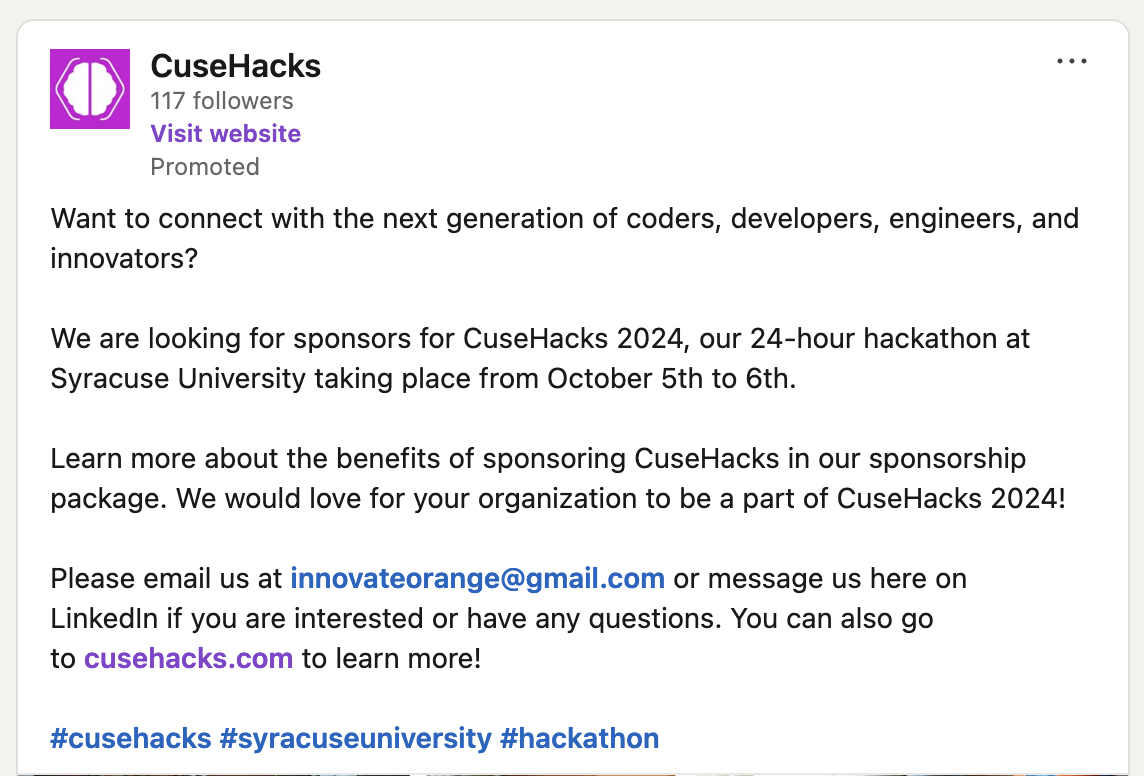 CuseHacks
117 followers
Visit website
Promoted
Want to connect with the next generation of coders, developers, engineers, and
innovators?
We are looking for sponsors for CuseHacks 2024, our 24-hour hackathon at
Syracuse University taking place from October 5th to 6th.
Learn more about the benefits of sponsoring CuseHacks in our sponsorship
package. We would love for your organization to be a part of CuseHacks 2024!
Please email us at innovateorange@gmail.com or message us here on
LinkedIn if you are interested or have any questions. You can also go
to cusehacks.com to learn more!
#cusehacks #syracuseuniversity #hackathon